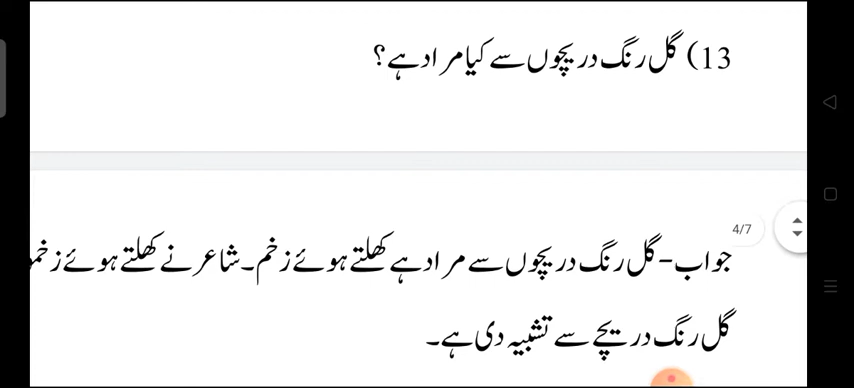 13) گل رنگ دریچوں سے کیا مراد ہے؟
4/7
جواب-گل رنگ دریچوں سے مراد ہے کھلتے ہوئے زخم۔ شاعر نے کھلتے ہوئے
گل رنگ دریچے سے تشبیہ دی ہے۔